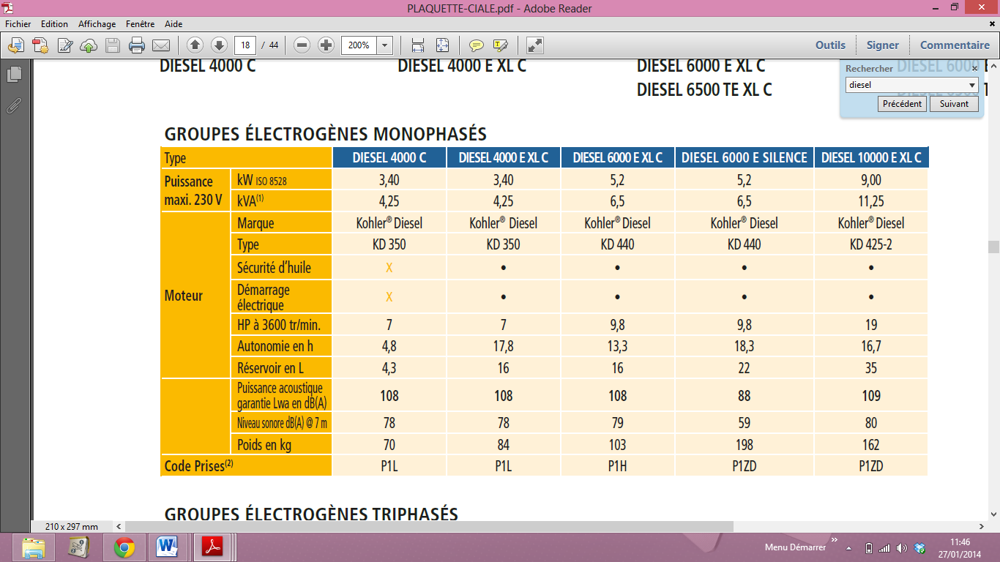 PLAQUETTE-CIALE.pdf - Adobe Reader
Fichier Edition Affichage Fenêtre Aide
18 / 44 200% Outils Signer Commentaire
DIESEL 4000 C DIESEL 4000 E XL C DIESEL 6000 E XL C
DIESEL 6500 TE XL C
Rechercher
diesel
Précédent Suivant
GROUPES ÉLECTROGÈNES MONOPHASÉS
Type DIESEL 4000 C DIESEL 4000 E XL C DIESEL 6000 E XL C DIESEL 6000 E SILENCE DIESEL 10000 E XL C
Puissance maxi. 230 V
kW ISO 8528 3,40 3,40 5,2 5,2 9,00
kVA(1) 4,25 4,25 6,5 6,5 11,25
Moteur
Marque Kohler® Diesel Kohler® Diesel Kohler® Diesel Kohler® Diesel Kohler® Diesel
Type KD 350 KD 350 KD 440 KD 440 KD 425-2
Sécurité d'huile X • • • •
Démarrage électrique X • • • •
HP à 3600 tr/min. 7 7 9,8 9,8 19
Autonomie en h 4,8 17,8 13,3 18,3 16,7
Réservoir en L 4,3 16 16 22 35
Puissance acoustique garantie Lwa en dB(A) 108 108 108 88 109
Niveau sonore dB(A) @ 7 m 78 78 79 59 80
Poids en kg 70 84 103 198 162
Code Prises(2) P1L P1L P1H P1ZD P1ZD
GROUPES ÉLECTROGÈNES TRIPHASÉS
210 x 297 mm
Menu Démarrer
11:46
27/01/2014